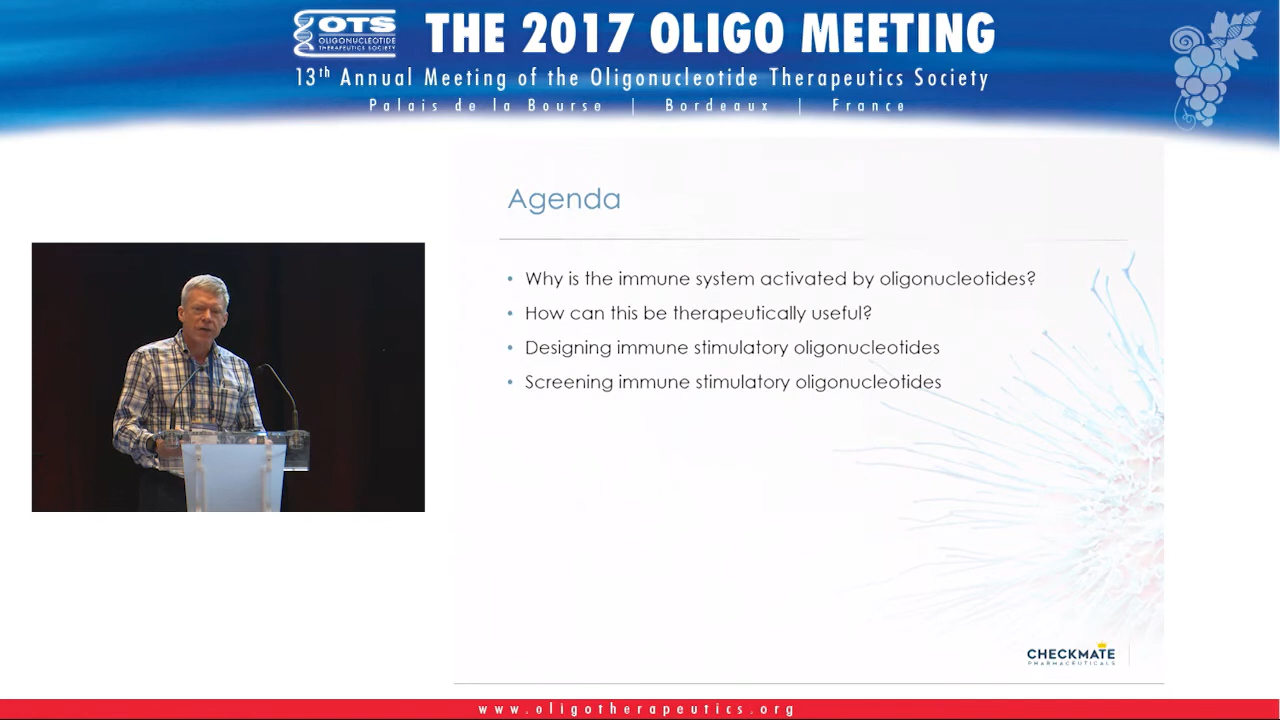 OTS
OLIGONUCLEOTIDE
THERAPEUTICS SOCIETY
THE 2017 OLIGO MEETING
13th Annual Meeting of the Oligonucleotide Therapeutics Society
Palais de la Bourse | Bordeaux | France
Agenda
• Why is the immune system activated by oligonucleotides?
• How can this be therapeutically useful?
• Designing immune stimulatory oligonucleotides
• Screening immune stimulatory oligonucleotides
CHECKMATE
PHARMACEUTICALS
www.oligotherapeutics.org